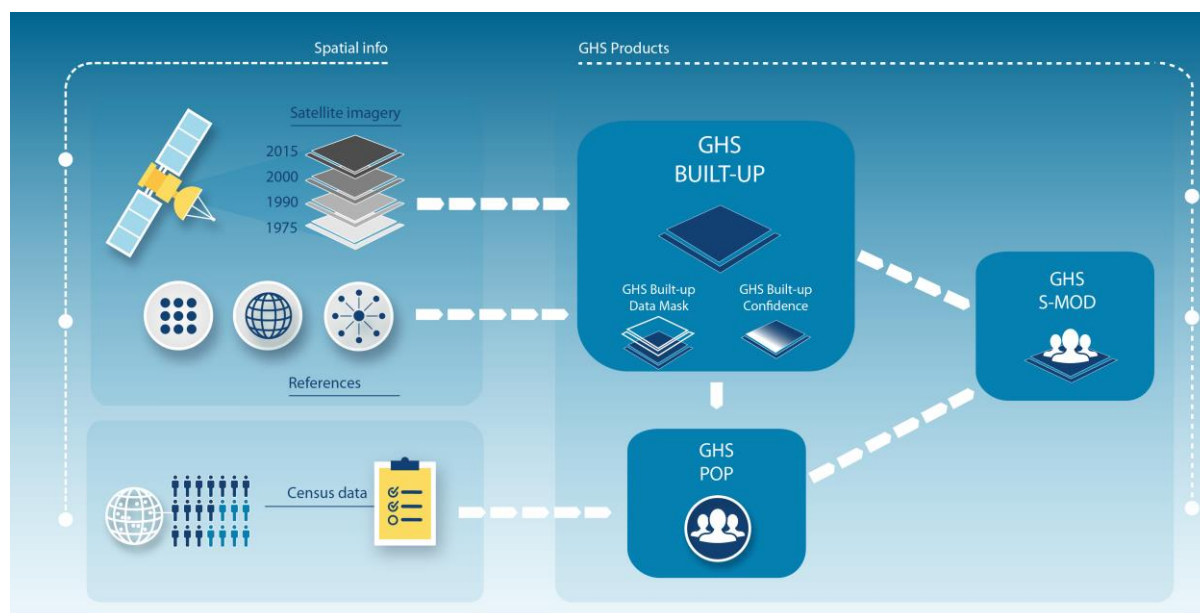 Spatial info
GHS Products
Satellite imagery
2015
2000
1990
1975
References
Census data
GHS
BUILT-UP
GHS Built-up
Data Mask
GHS Built-up
Confidence
GHS
POP
GHS
S-MOD